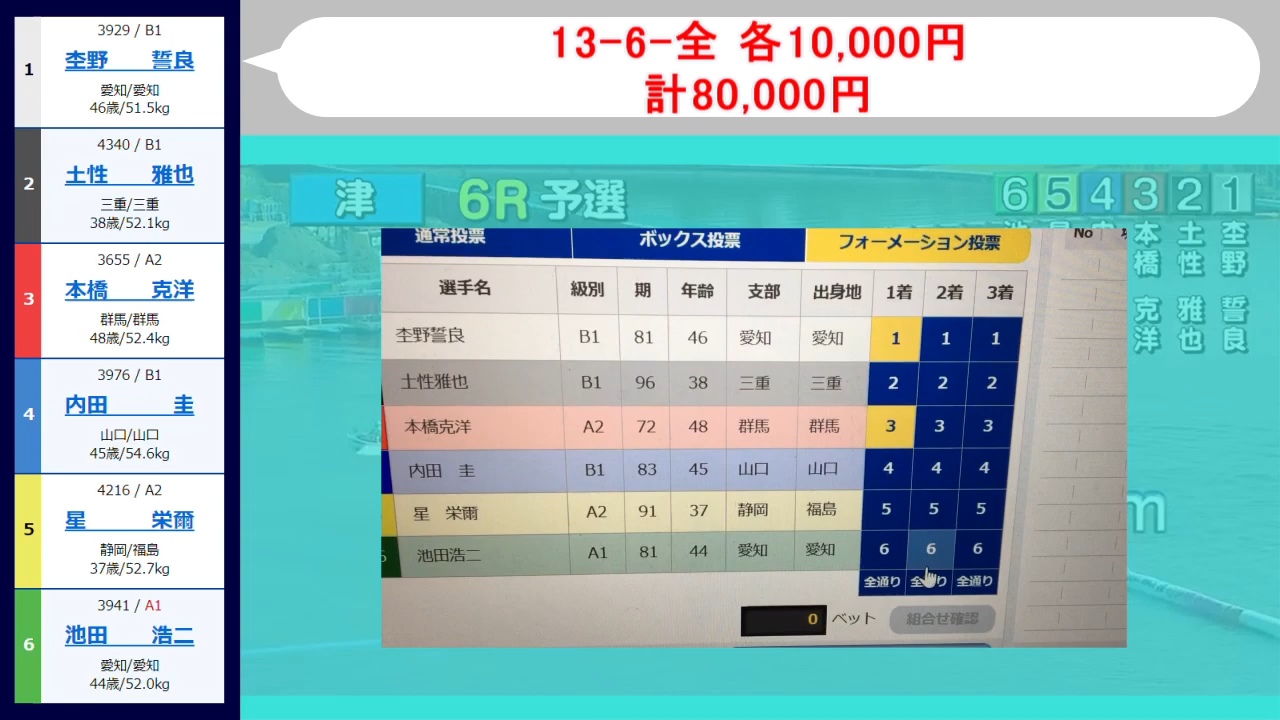 3929 / B1
1
杢野 誓良
愛知/愛知
46歳/51.5kg
4340 / B1
2
土性 雅也
三重/三重
38歳/52.1kg
3655 / A2
3
本橋 克洋
群馬/群馬
48歳/52.4kg
3976 / B1
4
内田 圭
山口/山口
45歳/54.6kg
4216 / A2
5
星 栄爾
静岡/福島
37歳/52.7kg
3941 / A1
6
池田 浩二
愛知/愛知
44歳/52.0kg
13-6-全 各10,000円
計80,000円
津 6R 予選
6 5 4 3 2 1
本橋 克洋
土性 雅也
杢野 誓良
m
通常投票 ボックス投票 フォーメーション投票 No
選手名 級別 期 年齢 支部 出身地 1着 2着 3着
杢野誓良 B1 81 46 愛知 愛知 1 1 1
土性雅也 B1 96 38 三重 三重 2 2 2
本橋克洋 A2 72 48 群馬 群馬 3 3 3
内田 圭 B1 83 45 山口 山口 4 4 4
星 栄爾 A2 91 37 静岡 福島 5 5 5
6 池田浩二 A1 81 44 愛知 愛知 6 6 6
全通り 全通り 全通り
0 ベット 組合せ確認